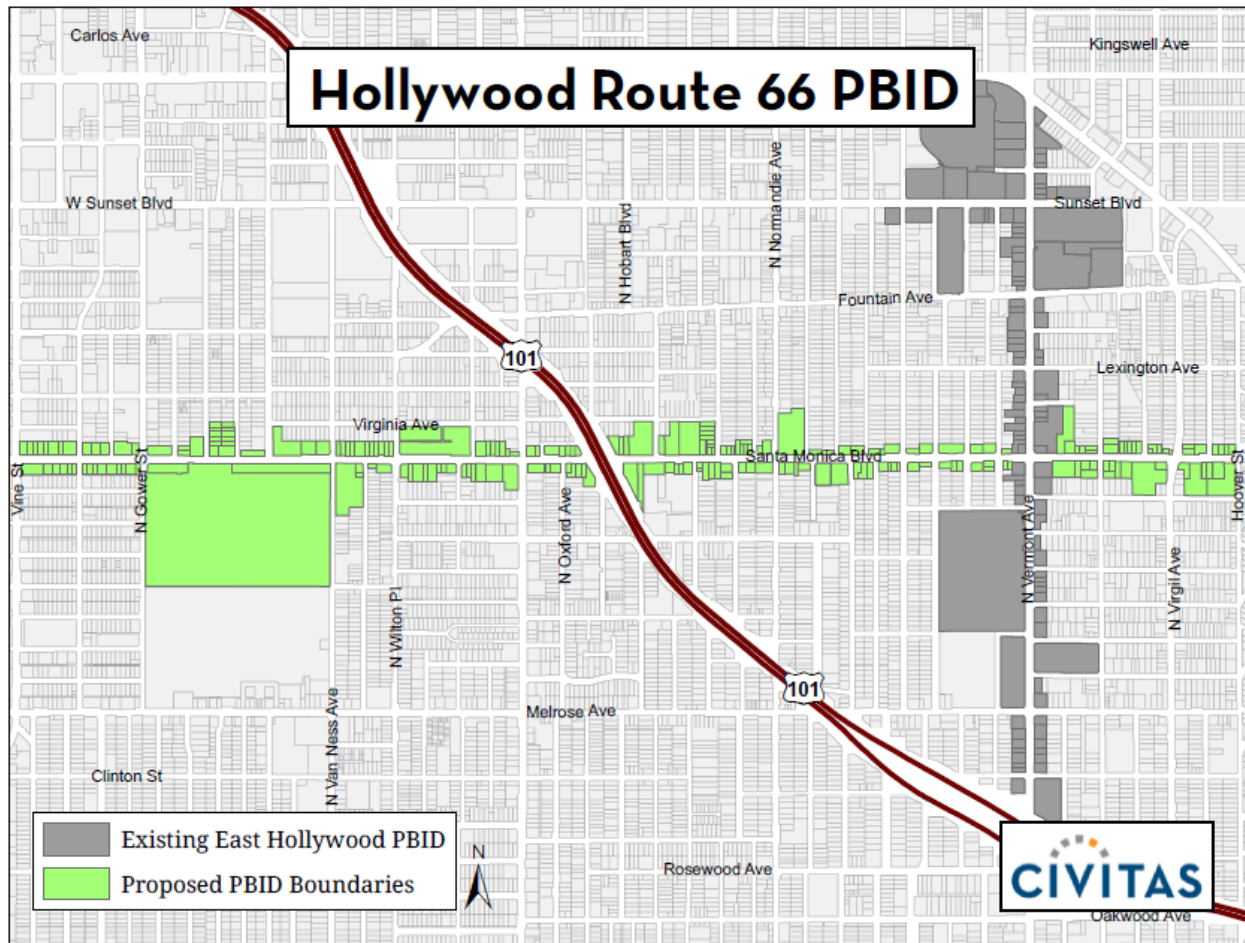 Carlos Ave
Kingswell Ave
Hollywood Route 66 PBID
N Normandie Ave
W Sunset Blvd
Sunset Blvd
N Hobart Blvd
Fountain Ave
101
Lexington Ave
Virginia Ave
Santa Monica Blvd
Vine St
N Gower St
Hoover St
N Oxford Ave
N Vermont Ave
N Virgil Ave
N Wilton Pl
101
Melrose Ave
N Van Ness Ave
Clinton St
Existing East Hollywood PBID
Proposed PBID Boundaries
N
Rosewood Ave
CIVITAS
Oakwood Ave